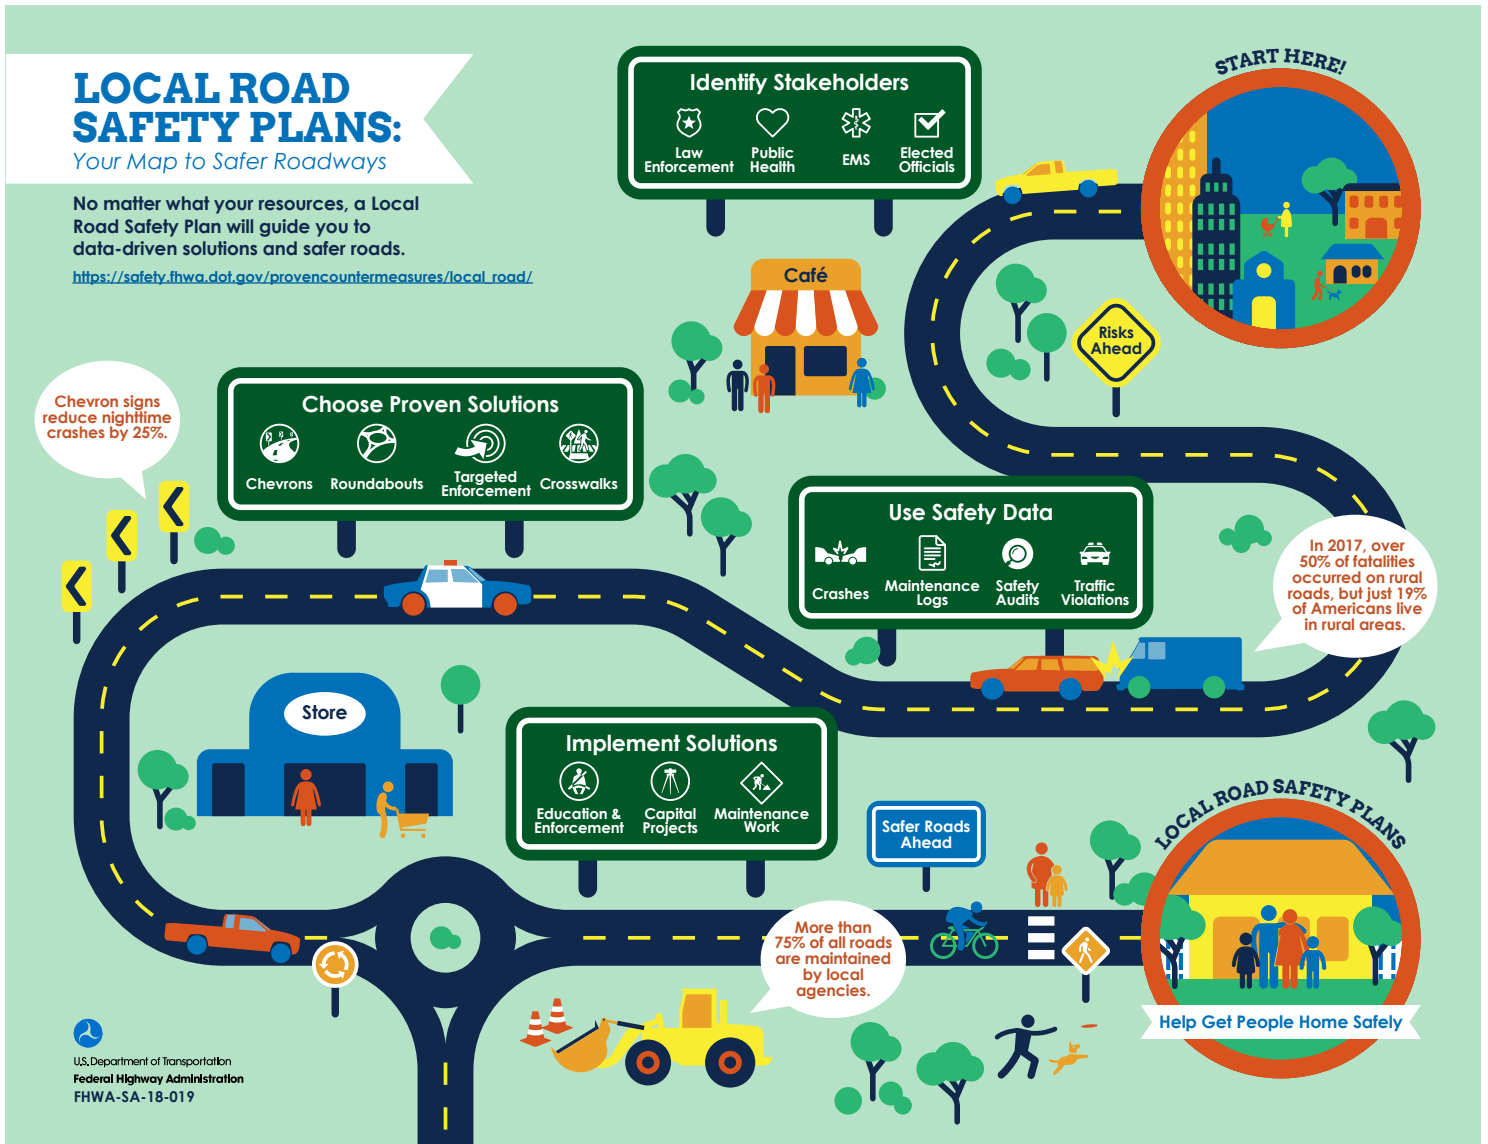 LOCAL ROAD
SAFETY PLANS:
Your Map to Safer Roadways
No matter what your resources, a Local
Road Safety Plan will guide you to
data-driven solutions and safer roads.
https://safety.fhwa.dot.gov/provencountermeasures/local_road/
START HERE!
Identify Stakeholders
Law
Enforcement
Public
Health
EMS
Elected
Officials
Café
Risks
Ahead
Use Safety Data
Crashes
Maintenance
Logs
Safety
Audits
Traffic
Violations
In 2017, over
50% of fatalities
occurred on rural
roads, but just 19%
of Americans live
in rural areas.
Choose Proven Solutions
Chevrons
Roundabouts
Targeted
Enforcement
Crosswalks
Chevron signs
reduce nighttime
crashes by 25%.
Store
Implement Solutions
Education &
Enforcement
Capital
Projects
Maintenance
Work
Safer Roads
Ahead
More than
75% of all roads
are maintained
by local
agencies.
LOCAL ROAD SAFETY PLANS
Help Get People Home Safely
U.S. Department of Transportation
Federal Highway Administration
FHWA-SA-18-019